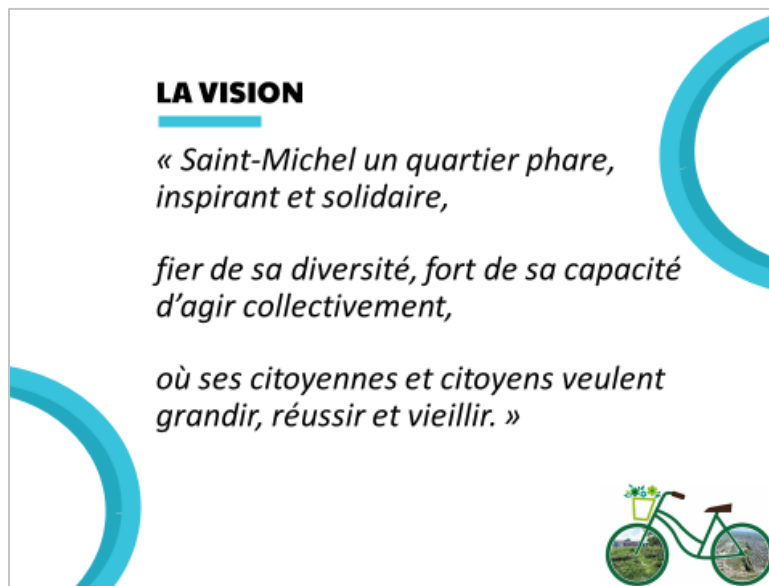 LA VISION
« Saint-Michel un quartier phare,
inspirant et solidaire,
fier de sa diversité, fort de sa capacité
d’agir collectivement,
où ses citoyennes et citoyens veulent
grandir, réussir et vieillir. »